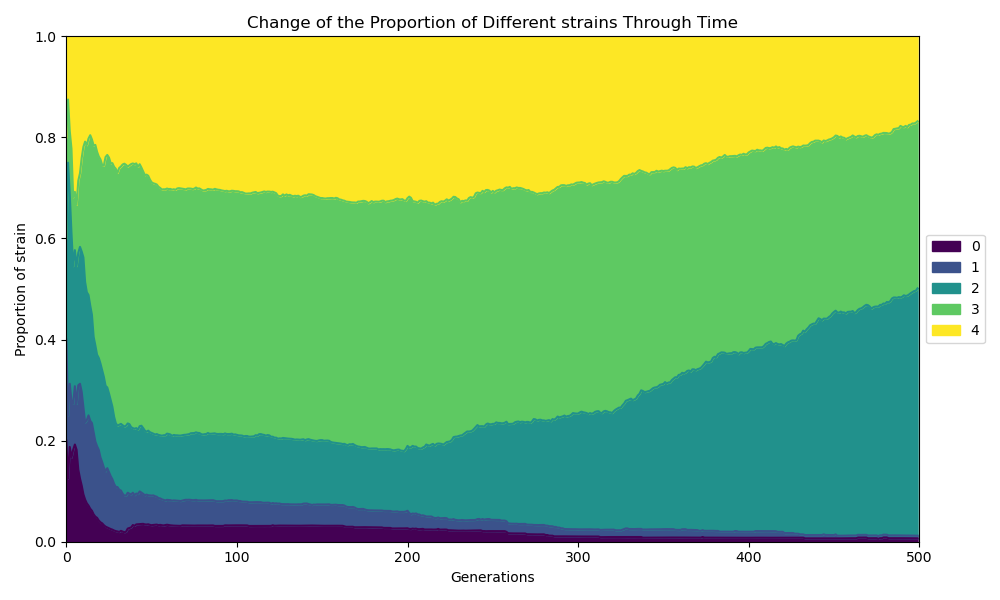 Change of the Proportion of Different strains Through Time
1.0
0.8
0.6
0.4
0.2
0.0
Proportion of strain
0
1
2
3
4
0 100 200 300 400 500
Generations